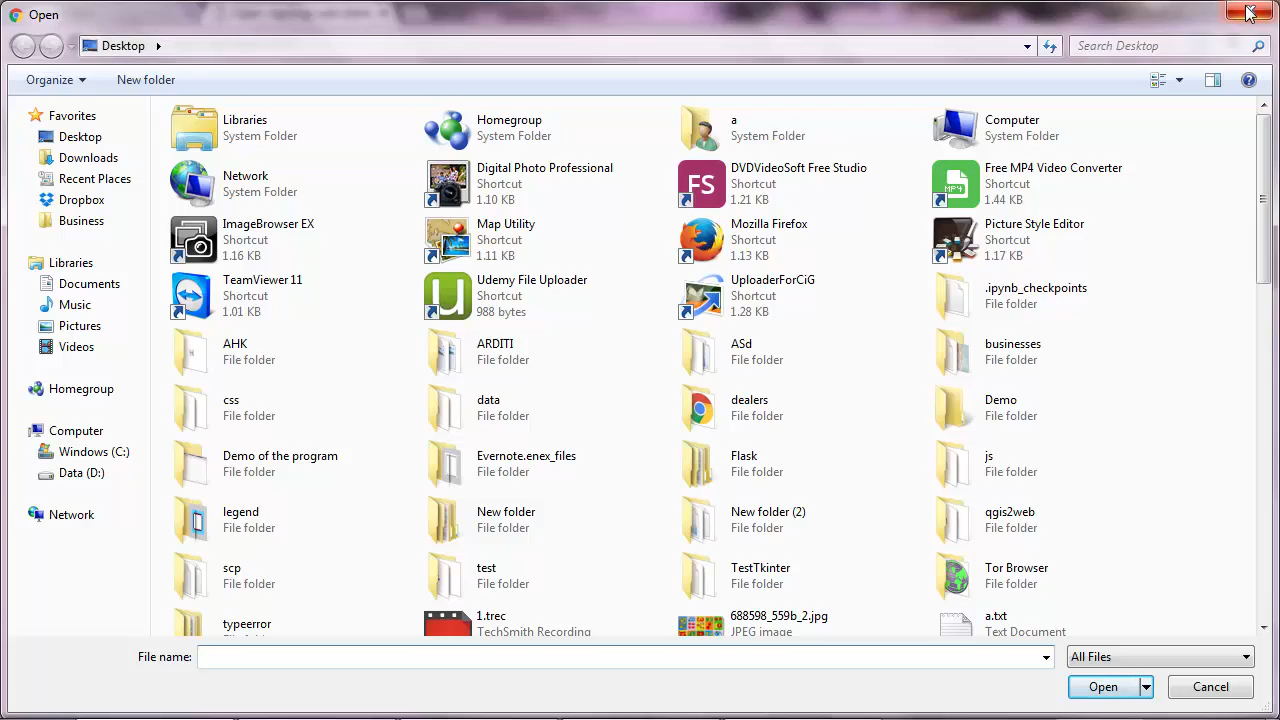 Open
Desktop
Search Desktop
Organize
New folder
Favorites
Desktop
Downloads
Recent Places
Dropbox
Business
Libraries
Documents
Music
Pictures
Videos
Homegroup
Computer
Windows (C:)
Data (D:)
Network
Libraries
System Folder
Homegroup
System Folder
a
System Folder
Computer
System Folder
Network
System Folder
Digital Photo Professional
Shortcut
1.10 KB
FS
DVDVideoSoft Free Studio
Shortcut
1.21 KB
MP4
Free MP4 Video Converter
Shortcut
1.44 KB
ImageBrowser EX
Shortcut
1.16 KB
Map Utility
Shortcut
1.11 KB
Mozilla Firefox
Shortcut
1.13 KB
Picture Style Editor
Shortcut
1.17 KB
TeamViewer 11
Shortcut
1.01 KB
Udemy File Uploader
Shortcut
988 bytes
UploaderForCiG
Shortcut
1.28 KB
.ipynb_checkpoints
File folder
AHK
File folder
ARDITI
File folder
ASd
File folder
businesses
File folder
css
File folder
data
File folder
dealers
File folder
Demo
File folder
Demo of the program
File folder
Evernote.enex_files
File folder
Flask
File folder
js
File folder
legend
File folder
New folder
File folder
New folder (2)
File folder
qgis2web
File folder
scp
File folder
test
File folder
TestTkinter
File folder
Tor Browser
File folder
typeerror
1.trec
TechSmith Recording
688598_559b_2.jpg
JPEG image
a.txt
Text Document
File name:
All Files
Open
Cancel